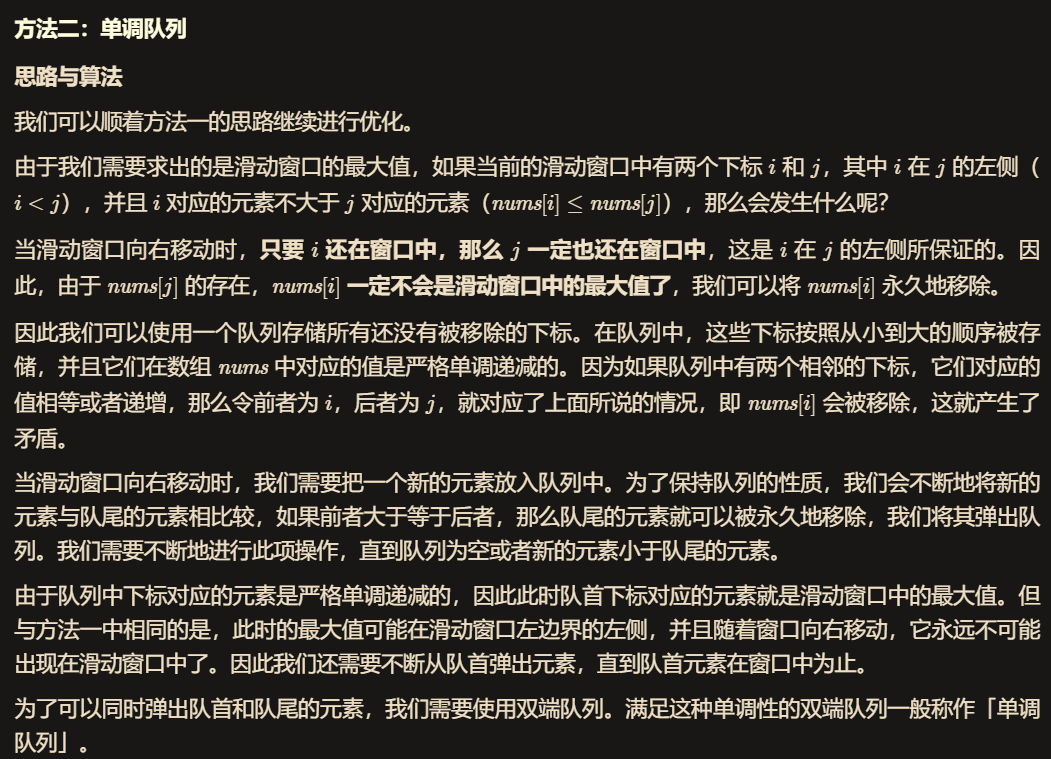 方法二：单调队列
思路与算法
我们可以顺着方法一的思路继续进行优化。
由于我们需要求出的是滑动窗口的最大值，如果当前的滑动窗口中有两个下标 i 和 j，其中 i 在 j 的左侧（
i < j），并且 i 对应的元素不大于 j 对应的元素（nums[i] ≤ nums[j]），那么会发生什么呢？
当滑动窗口向右移动时，只要 i 还在窗口中，那么 j 一定也还在窗口中，这是 i 在 j 的左侧所保证的。因
此，由于 nums[j] 的存在，nums[i] 一定不会是滑动窗口中的最大值了，我们可以将 nums[i] 永久地移除。
因此我们可以使用一个队列存储所有还没有被移除的下标。在队列中，这些下标按照从小到大的顺序被存
储，并且它们在数组 nums 中对应的值是严格单调递减的。因为如果队列中有两个相邻的下标，它们对应的
值相等或者递增，那么令前者为 i，后者为 j，就对应了上面所说的情况，即 nums[i] 会被移除，这就产生了
矛盾。
当滑动窗口向右移动时，我们需要把一个新的元素放入队列中。为了保持队列的性质，我们会不断地将新的
元素与队尾的元素相比较，如果前者大于等于后者，那么队尾的元素就可以被永久地移除，我们将其弹出队
列。我们需要不断地进行此项操作，直到队列为空或者新的元素小于队尾的元素。
由于队列中下标对应的元素是严格单调递减的，因此此时队首下标对应的元素就是滑动窗口中的最大值。但
与方法一中相同的是，此时的最大值可能在滑动窗口左边界的左侧，并且随着窗口向右移动，它永远不可能
出现在滑动窗口中了。因此我们还需要不断从队首弹出元素，直到队首元素在窗口中为止。
为了可以同时弹出队首和队尾的元素，我们需要使用双端队列。满足这种单调性的双端队列一般称作「单调
队列」。